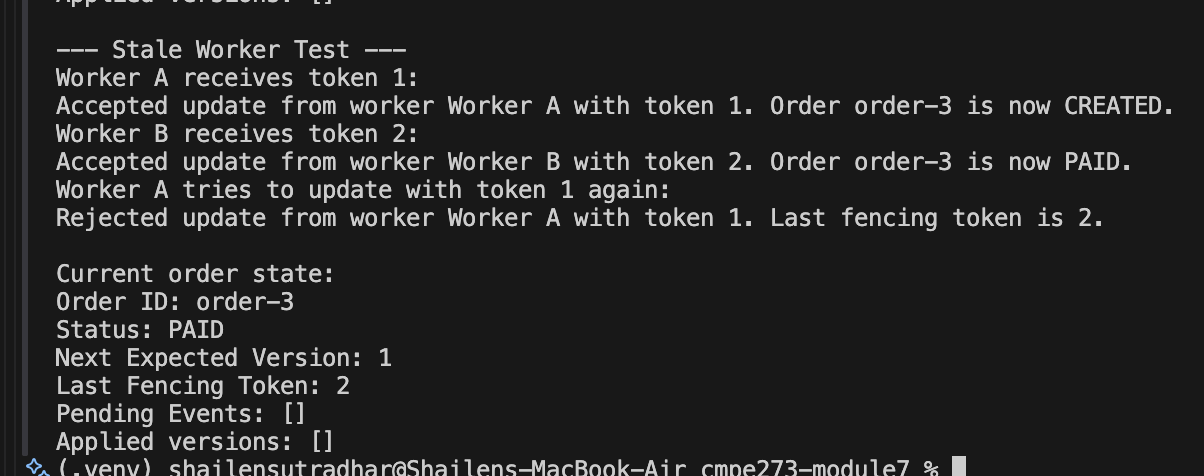 Applied versions: []
--- Stale Worker Test ---
Worker A receives token 1:
Accepted update from worker Worker A with token 1. Order order-3 is now CREATED.
Worker B receives token 2:
Accepted update from worker Worker B with token 2. Order order-3 is now PAID.
Worker A tries to update with token 1 again:
Rejected update from worker Worker A with token 1. Last fencing token is 2.
Current order state:
Order ID: order-3
Status: PAID
Next Expected Version: 1
Last Fencing Token: 2
Pending Events: []
Applied versions: []
(.venv) shailensutradhar@Shailens-MacBook-Air cmpe273-module7 %